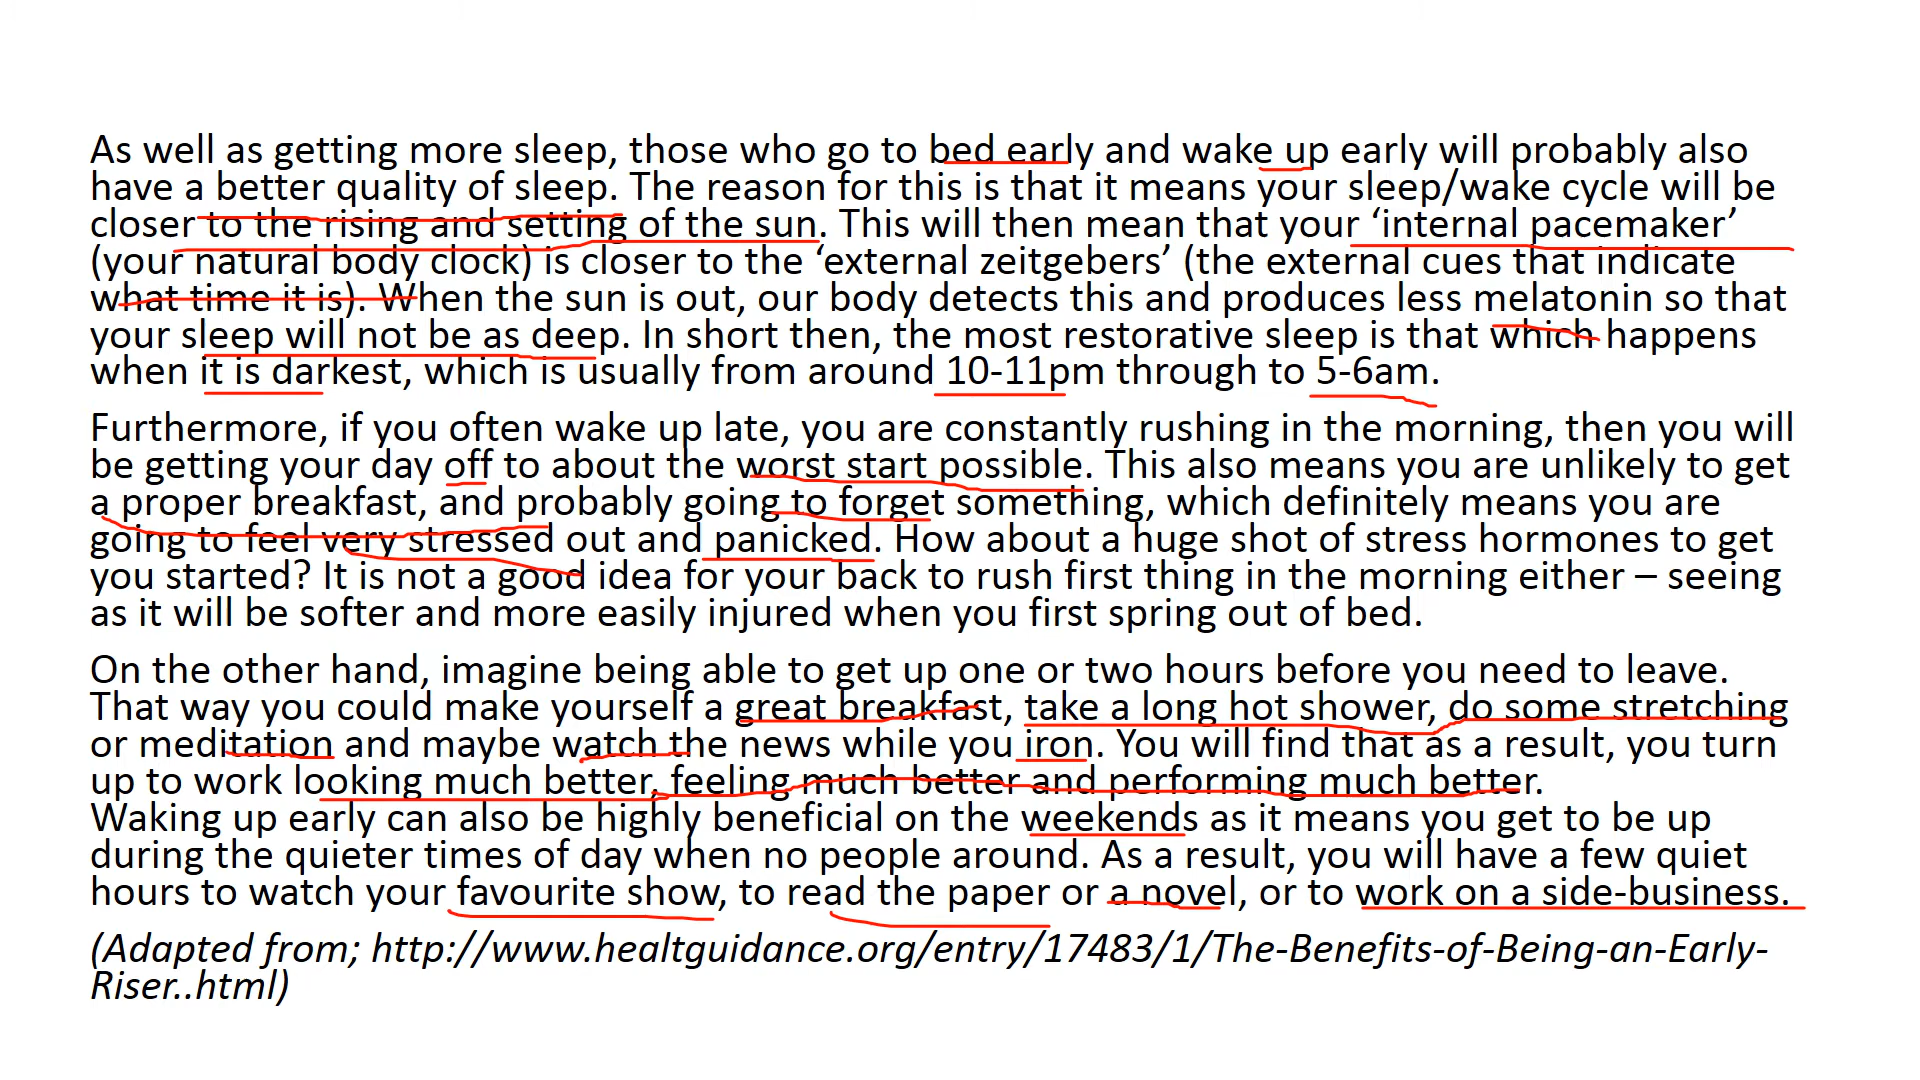 As well as getting more sleep, those who go to bed early and wake up early will probably also
have a better quality of sleep. The reason for this is that it means your sleep/wake cycle will be
closer to the rising and setting of the sun. This will then mean that your ‘internal pacemaker’
(your natural body clock) is closer to the ‘external zeitgebers’ (the external cues that indicate
what time it is). When the sun is out, our body detects this and produces less melatonin so that
your sleep will not be as deep. In short then, the most restorative sleep is that which happens
when it is darkest, which is usually from around 10-11pm through to 5-6am.
Furthermore, if you often wake up late, you are constantly rushing in the morning, then you will
be getting your day off to about the worst start possible. This also means you are unlikely to get
a proper breakfast, and probably going to forget something, which definitely means you are
going to feel very stressed out and panicked. How about a huge shot of stress hormones to get
you started? It is not a good idea for your back to rush first thing in the morning either – seeing
as it will be softer and more easily injured when you first spring out of bed.
On the other hand, imagine being able to get up one or two hours before you need to leave.
That way you could make yourself a great breakfast, take a long hot shower, do some stretching
or meditation and maybe watch the news while you iron. You will find that as a result, you turn
up to work looking much better, feeling much better and performing much better.
Waking up early can also be highly beneficial on the weekends as it means you get to be up
during the quieter times of day when no people around. As a result, you will have a few quiet
hours to watch your favourite show, to read the paper or a novel, or to work on a side-business.
(Adapted from; http://www.healtguidance.org/entry/17483/1/The-Benefits-of-Being-an-Early-
Riser..html)